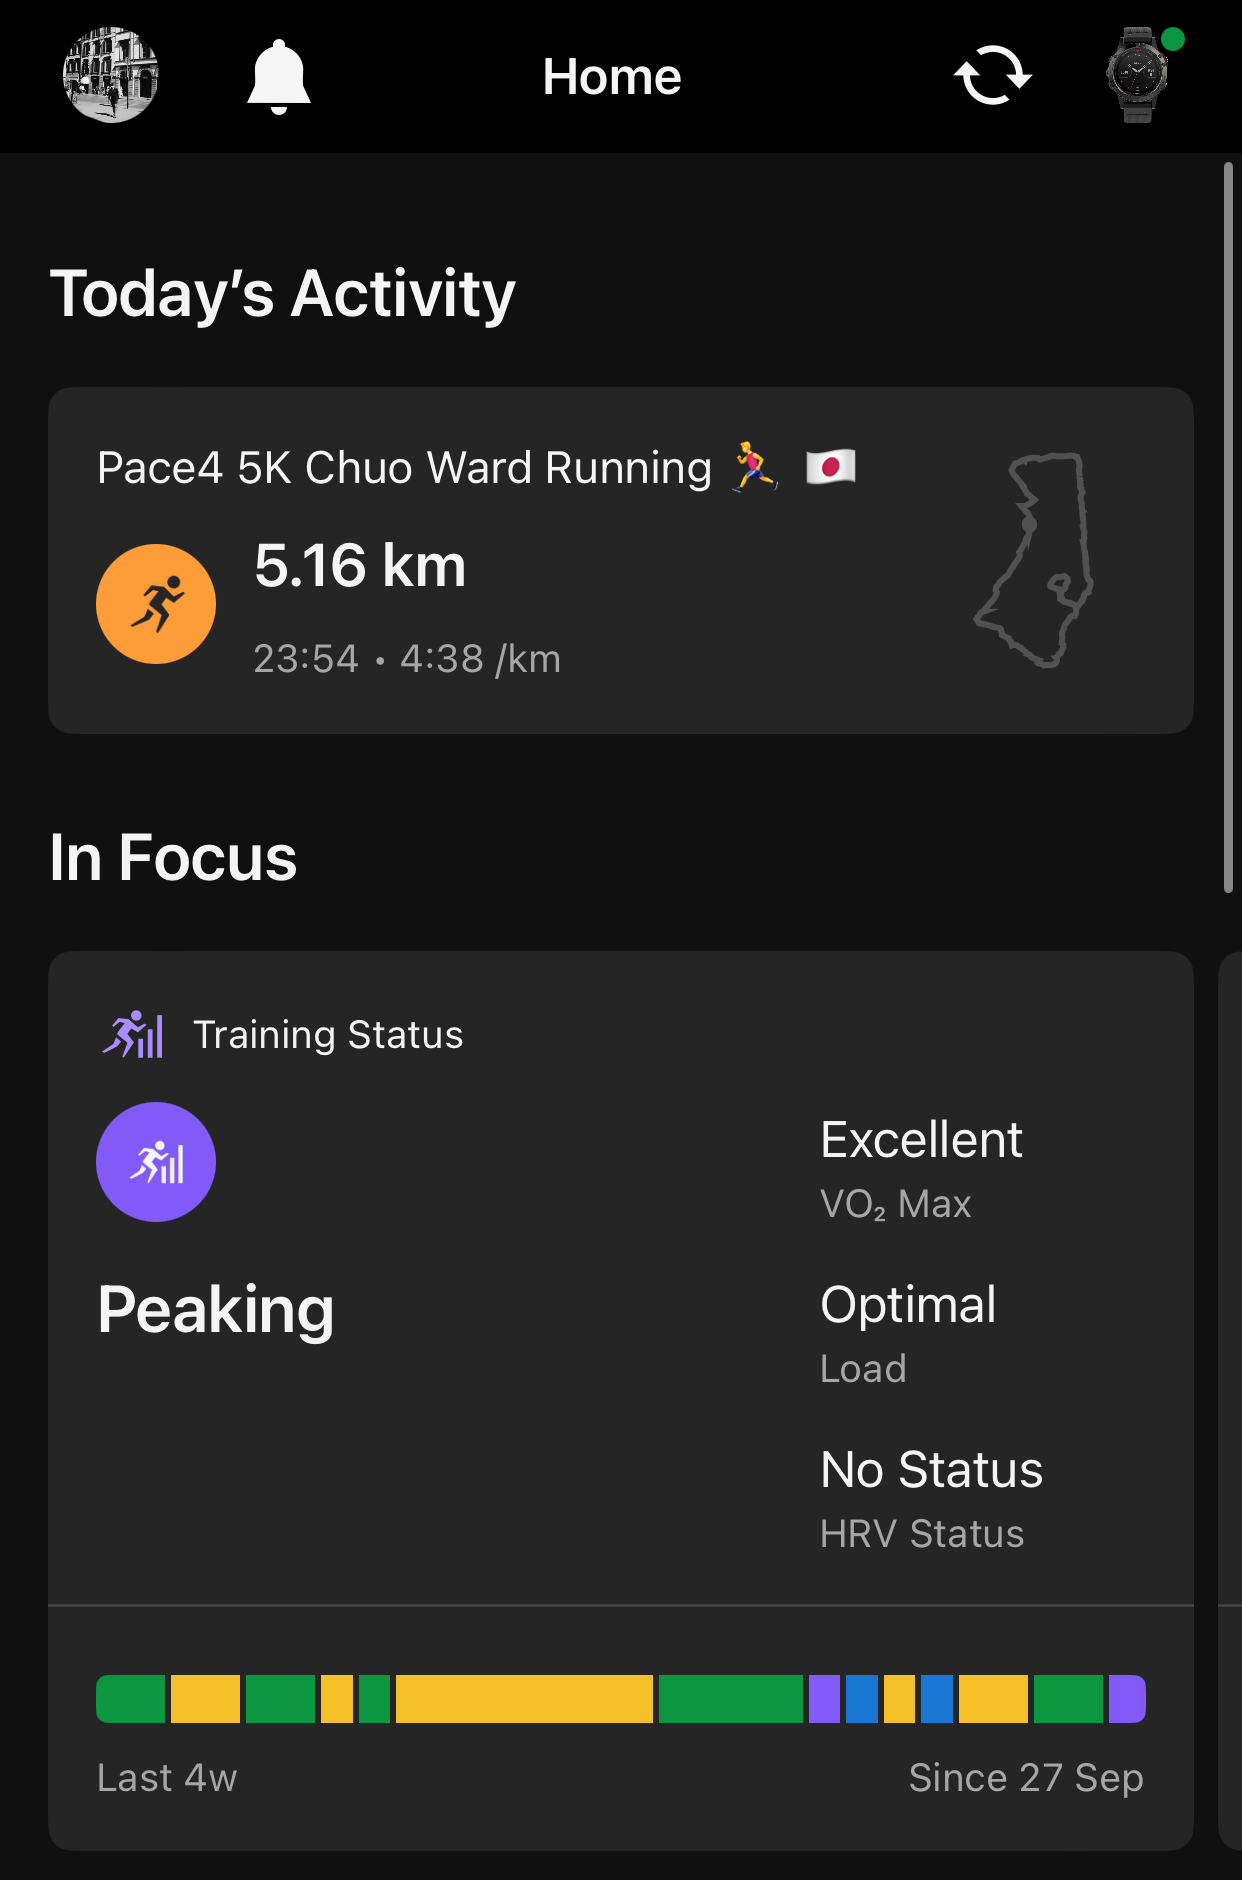 Home
Today’s Activity
Pace4 5K Chuo Ward Running 🏃 🇯🇵
5.16 km
23:54 • 4:38 /km
In Focus
Training Status
Peaking
Excellent
VO₂ Max
Optimal
Load
No Status
HRV Status
Last 4w
Since 27 Sep